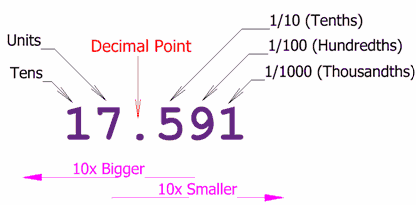 1/10 (Tenths)
Units
Decimal Point
1/100 (Hundredths)
Tens
1/1000 (Thousandths)
17.591
10x Bigger
10x Smaller